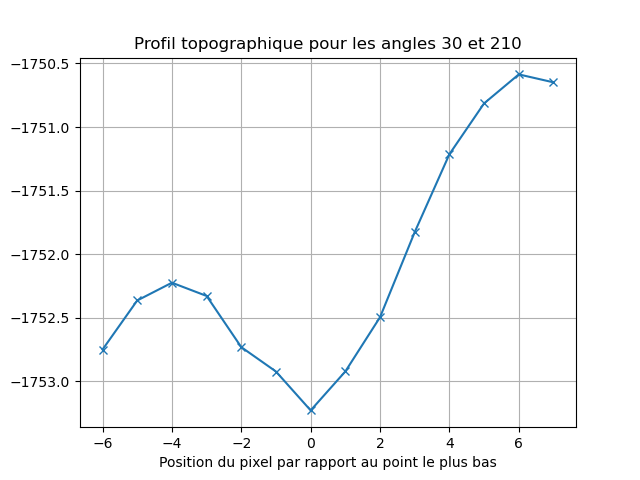 Profil topographique pour les angles 30 et 210
−1750.5
−1751.0
−1751.5
−1752.0
−1752.5
−1753.0
−6 −4 −2 0 2 4 6
Position du pixel par rapport au point le plus bas